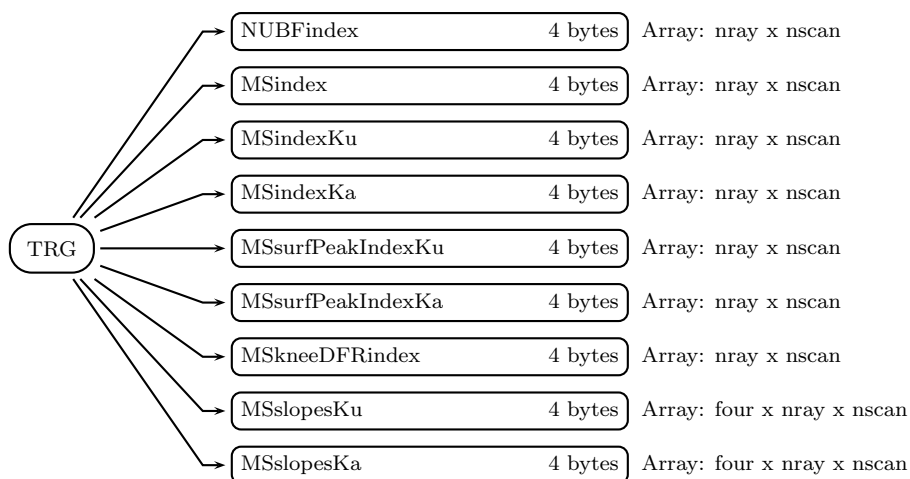 NUBFindex 4 bytes Array: nray x nscan
MSindex 4 bytes Array: nray x nscan
MSindexKu 4 bytes Array: nray x nscan
MSindexKa 4 bytes Array: nray x nscan
TRG
MSsurfPeakIndexKu 4 bytes Array: nray x nscan
MSsurfPeakIndexKa 4 bytes Array: nray x nscan
MSkneeDFRindex 4 bytes Array: nray x nscan
MSslopesKu 4 bytes Array: four x nray x nscan
MSslopesKa 4 bytes Array: four x nray x nscan